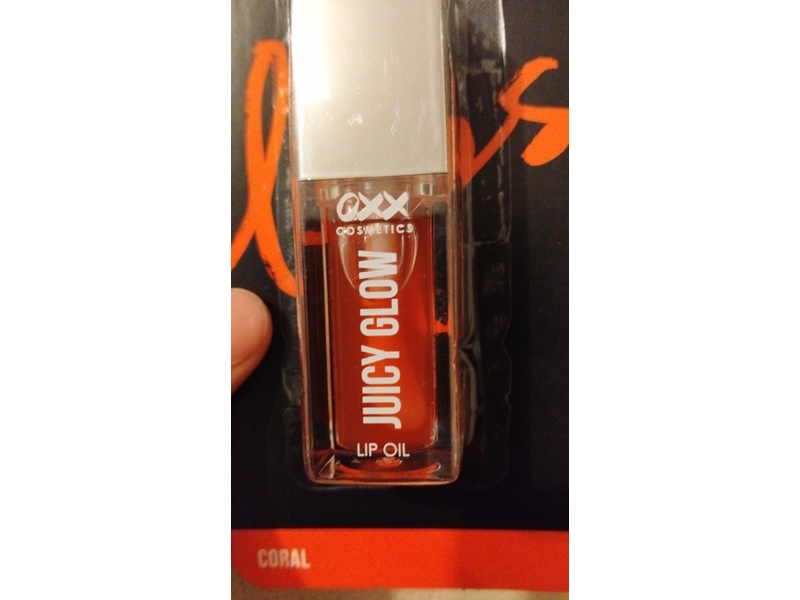 OXX
COSMETICS
JUICY GLOW
LIP OIL
CORAL